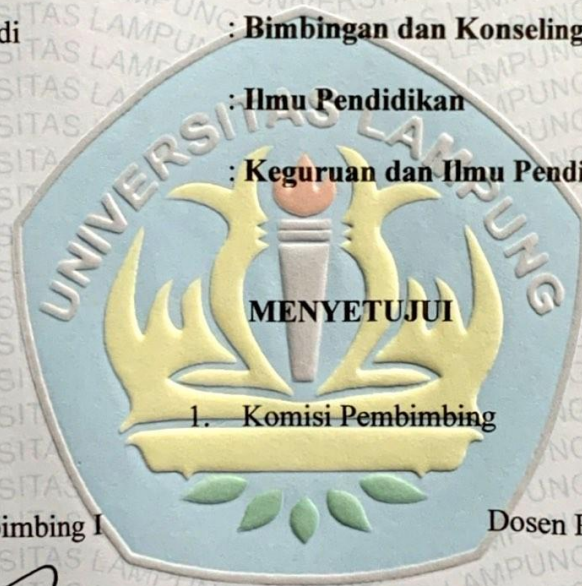 di : Bimbingan dan Konseling
: Ilmu Pendidikan
: Keguruan dan Ilmu Pendi
UNIVERSITAS LAMPUNG
MENYETUJUI
1. Komisi Pembimbing
imbing I Dosen P